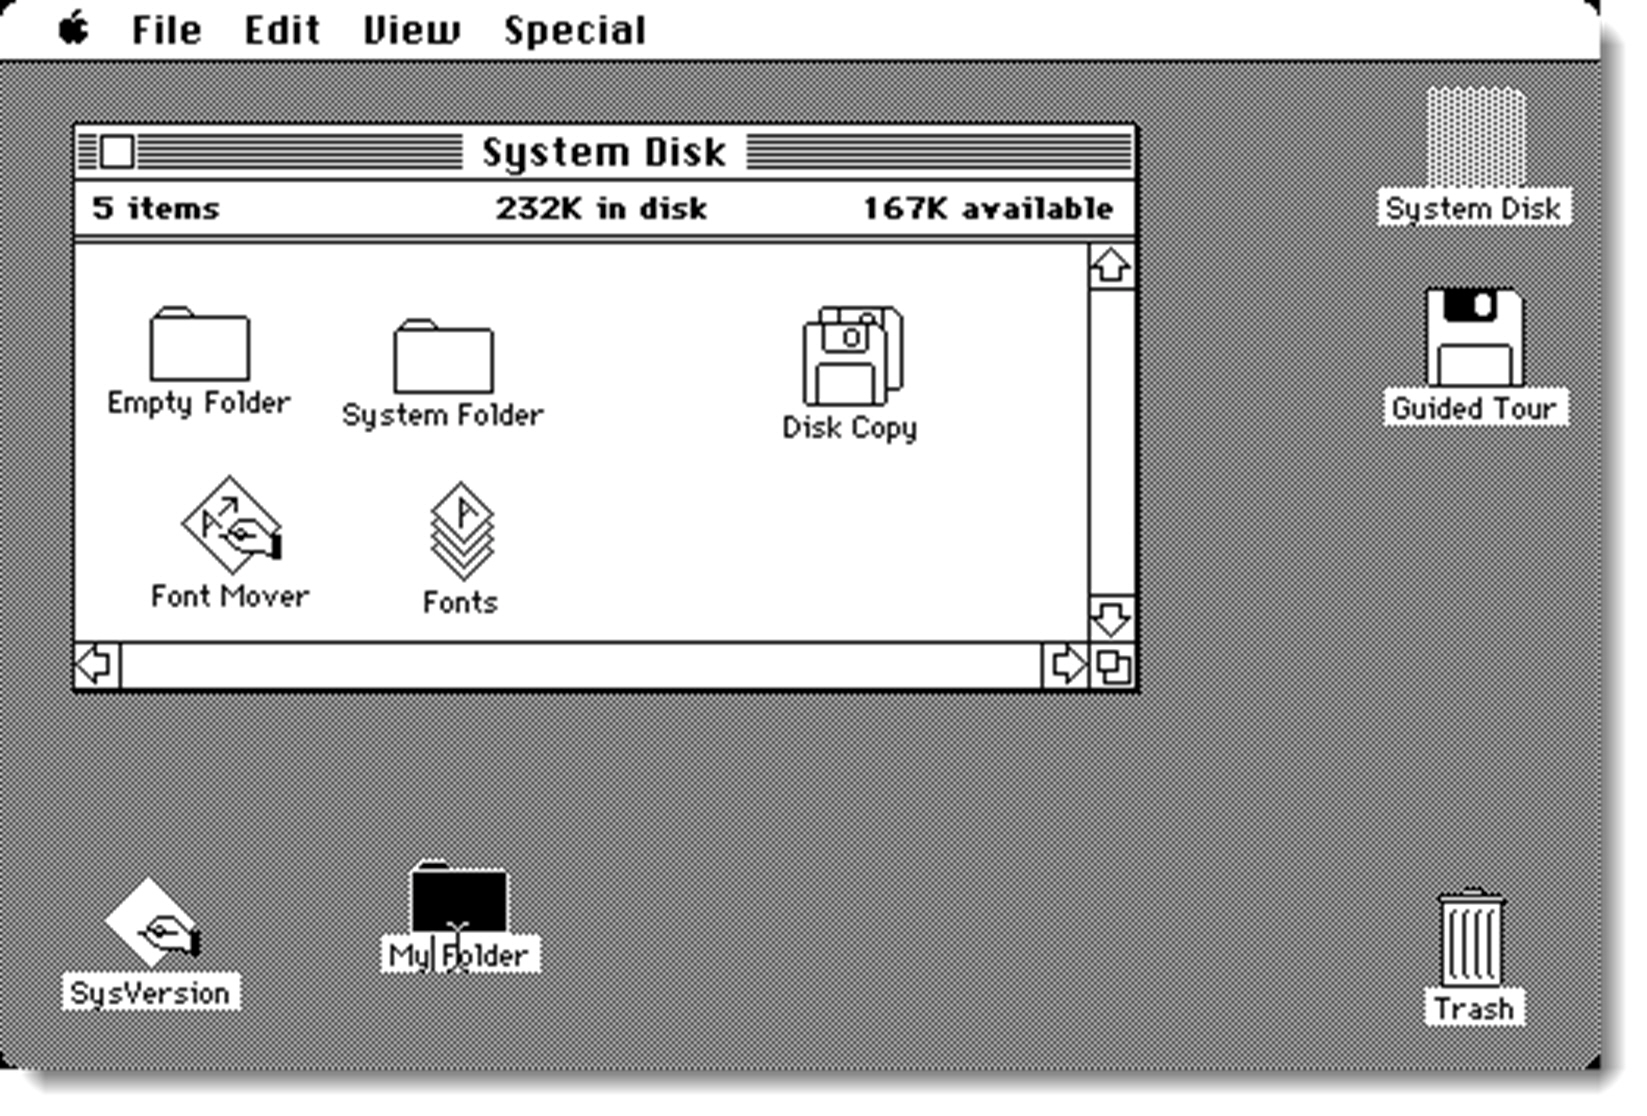 File Edit View Special
System Disk
5 items 232K in disk 167K available
Empty Folder
System Folder
Disk Copy
Font Mover
Fonts
System Disk
Guided Tour
SysVersion
My Folder
Trash